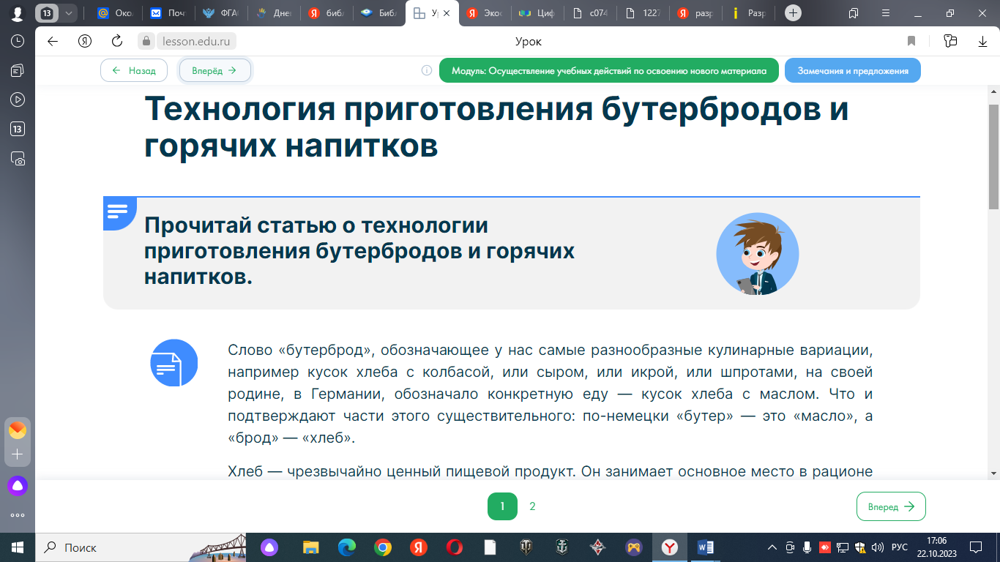 13
Око
Почт
ФГА
Дне
библ
Библ
Ур
Экос
Циф
c074
1227
разр
Разр
lesson.edu.ru
Урок
Назад
Вперёд
Модуль: Осуществление учебных действий по освоению нового материала
Замечания и предложения
13
Технология приготовления бутербродов и
горячих напитков
Прочитай статью о технологии
приготовления бутербродов и горячих
напитков.
Слово «бутерброд», обозначающее у нас самые разнообразные кулинарные вариации,
например кусок хлеба с колбасой, или сыром, или икрой, или шпротами, на своей
родине, в Германии, обозначало конкретную еду — кусок хлеба с маслом. Что и
подтверждают части этого существительного: по-немецки «бутер» — это «масло», а
«брод» — «хлеб».
Хлеб — чрезвычайно ценный пищевой продукт. Он занимает основное место в рационе
1
2
Вперед
Поиск
РУС
17:06
22.10.2023